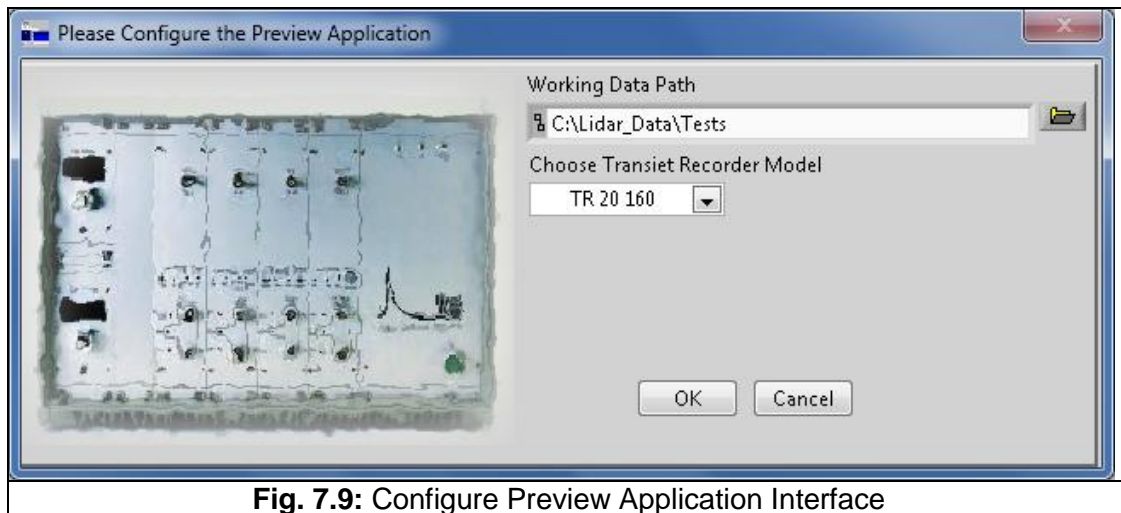 Please Configure the Preview Application
Working Data Path
C:\Lidar_Data\Tests
Choose Transiet Recorder Model
TR 20 160
OK
Cancel
Fig. 7.9: Configure Preview Application Interface